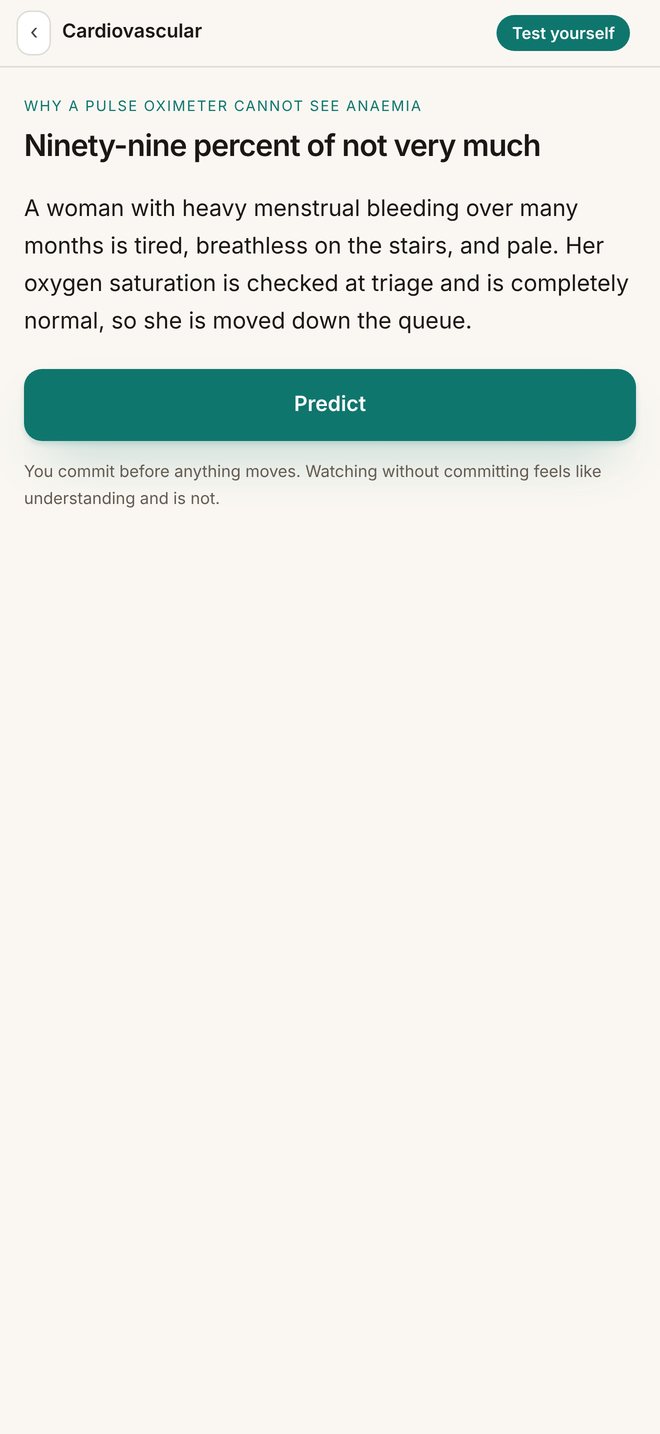 Cardiovascular
Test yourself
WHY A PULSE OXIMETER CANNOT SEE ANAEMIA
Ninety-nine percent of not very much
A woman with heavy menstrual bleeding over many
months is tired, breathless on the stairs, and pale. Her
oxygen saturation is checked at triage and is completely
normal, so she is moved down the queue.
Predict
You commit before anything moves. Watching without committing feels like
understanding and is not.